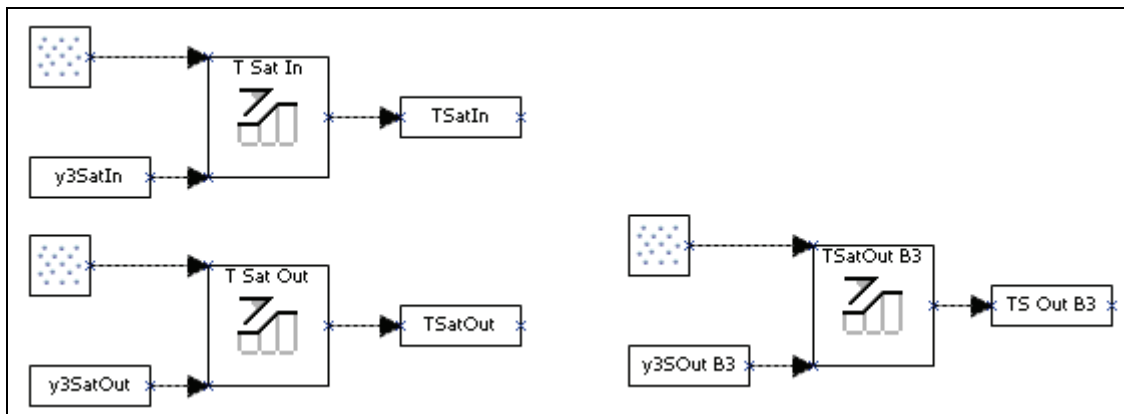 T Sat In
TSatIn
y3SatIn
T Sat Out
TSatOut
y3SatOut
TSatOut B3
TS Out B3
y3SOut B3